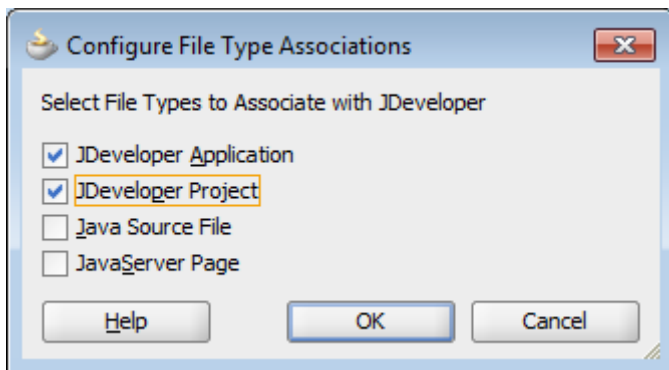 Configure File Type Associations
Select File Types to Associate with JDeveloper
JDeveloper Application
JDeveloper Project
Java Source File
JavaServer Page
Help OK Cancel